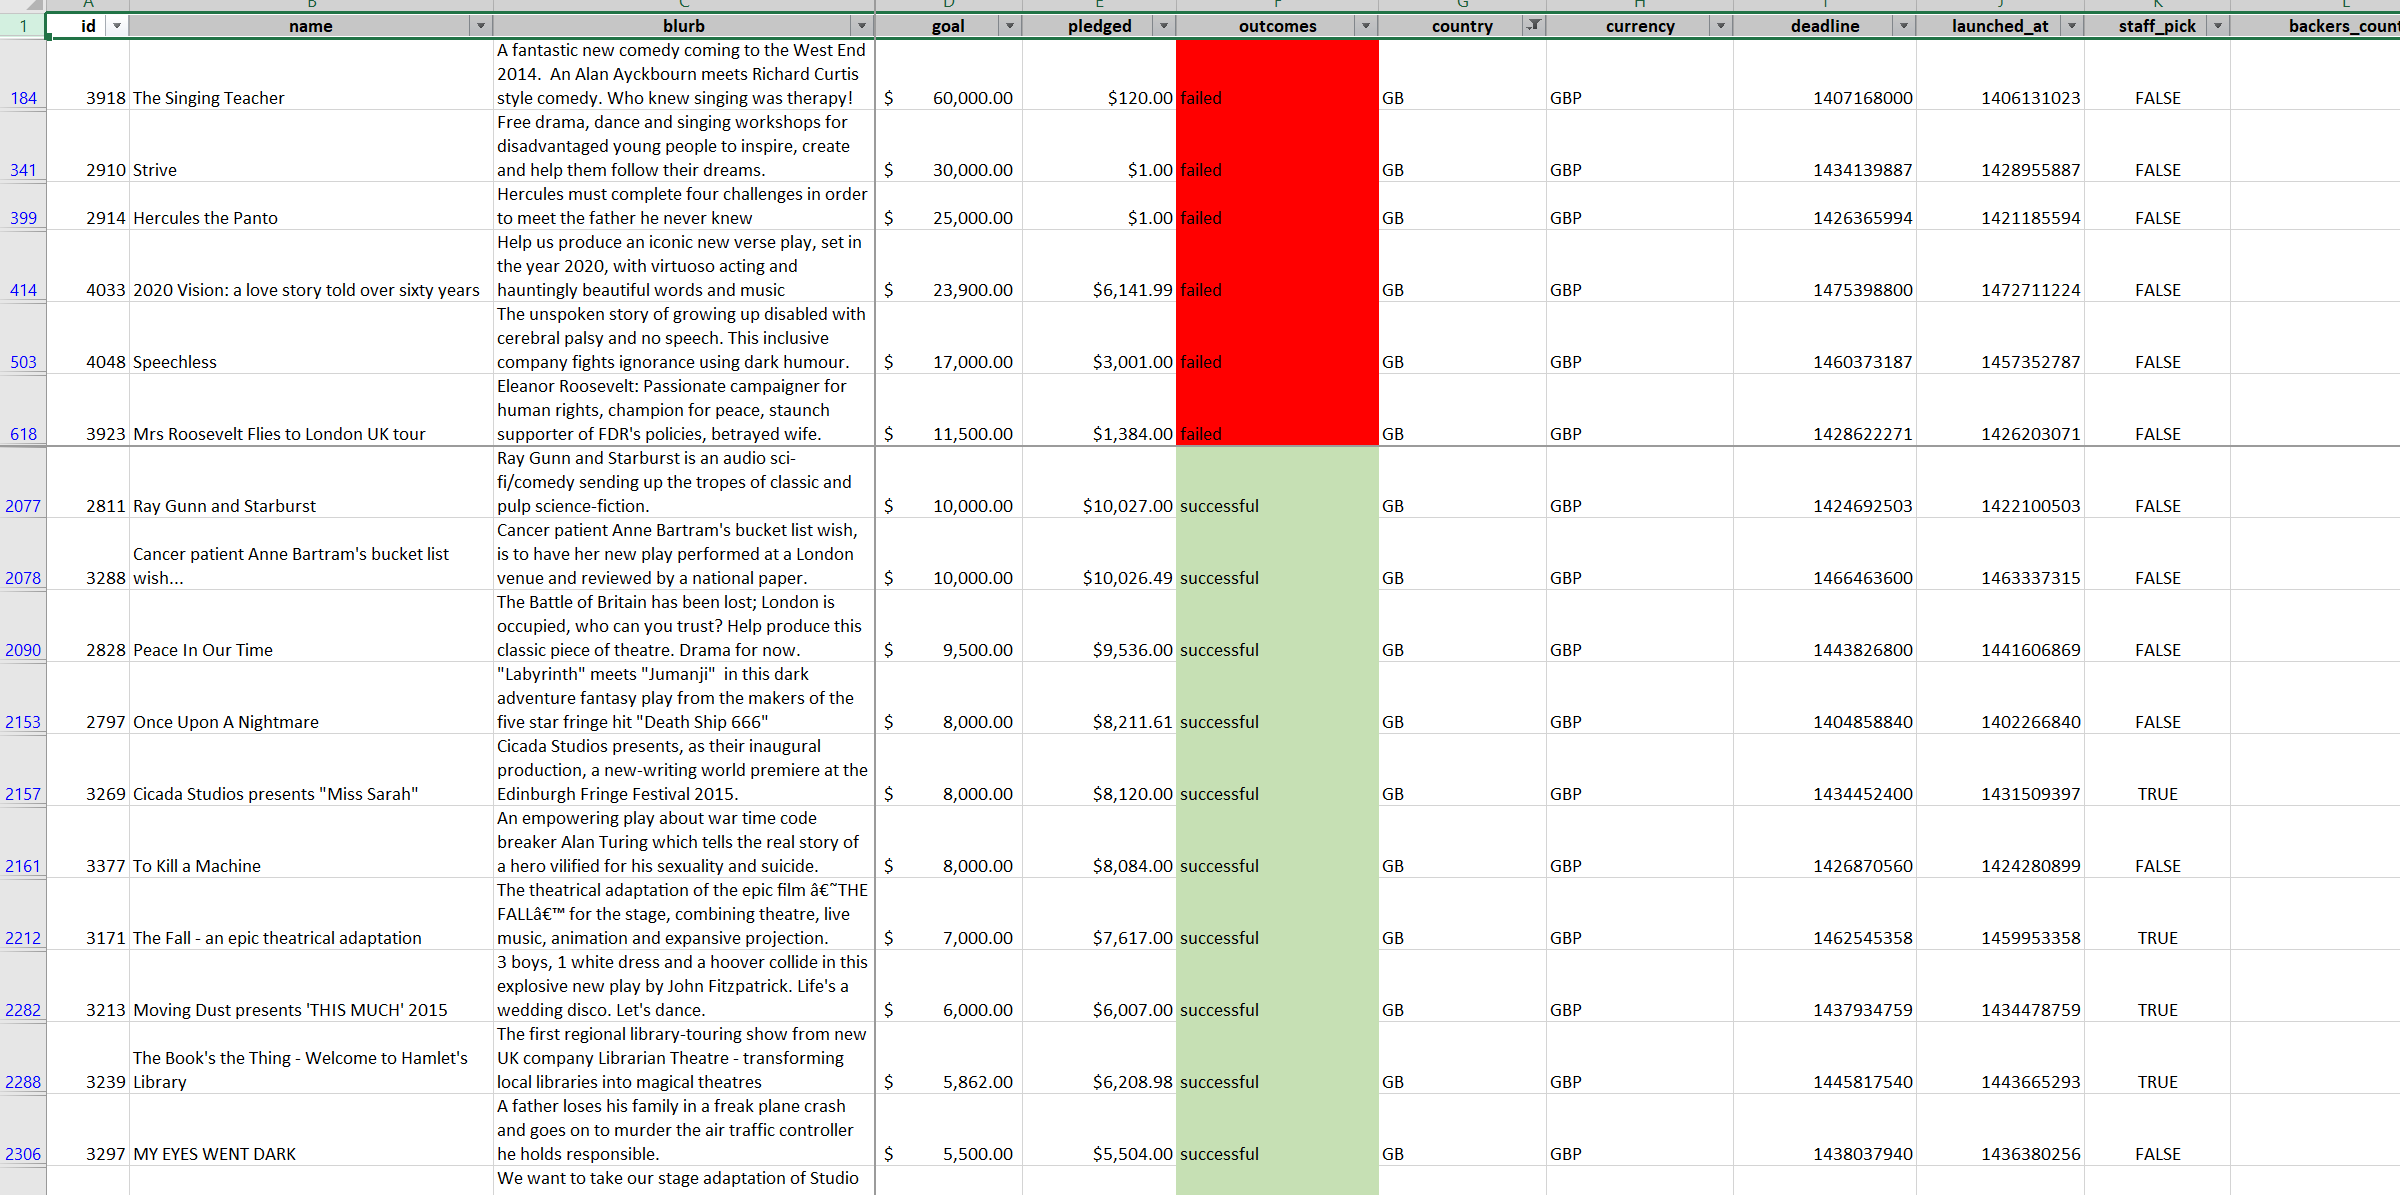 A B C D E F G H I J K L
1 id name blurb goal pledged outcomes country currency deadline launched_at staff_pick backers_count
A fantastic new comedy coming to the West End
2014.  An Alan Ayckbourn meets Richard Curtis
184 3918 The Singing Teacher style comedy. Who knew singing was therapy! $ 60,000.00 $120.00 failed GB GBP 1407168000 1406131023 FALSE
Free drama, dance and singing workshops for
disadvantaged young people to inspire, create
341 2910 Strive and help them follow their dreams. $ 30,000.00 $1.00 failed GB GBP 1434139887 1428955887 FALSE
Hercules must complete four challenges in order
399 2914 Hercules the Panto to meet the father he never knew $ 25,000.00 $1.00 failed GB GBP 1426365994 1421185594 FALSE
Help us produce an iconic new verse play, set in
the year 2020, with virtuoso acting and
414 4033 2020 Vision: a love story told over sixty years hauntingly beautiful words and music $ 23,900.00 $6,141.99 failed GB GBP 1475398800 1472711224 FALSE
The unspoken story of growing up disabled with
cerebral palsy and no speech. This inclusive
503 4048 Speechless company fights ignorance using dark humour. $ 17,000.00 $3,001.00 failed GB GBP 1460373187 1457352787 FALSE
Eleanor Roosevelt: Passionate campaigner for
human rights, champion for peace, staunch
618 3923 Mrs Roosevelt Flies to London UK tour supporter of FDR's policies, betrayed wife. $ 11,500.00 $1,384.00 failed GB GBP 1428622271 1426203071 FALSE
Ray Gunn and Starburst is an audio sci-
fi/comedy sending up the tropes of classic and
2077 2811 Ray Gunn and Starburst pulp science-fiction. $ 10,000.00 $10,027.00 successful GB GBP 1424692503 1422100503 FALSE
Cancer patient Anne Bartram's bucket list wish,
Cancer patient Anne Bartram's bucket list is to have her new play performed at a London
2078 3288 wish... venue and reviewed by a national paper. $ 10,000.00 $10,026.49 successful GB GBP 1466463600 1463337315 FALSE
The Battle of Britain has been lost; London is
occupied, who can you trust? Help produce this
2090 2828 Peace In Our Time classic piece of theatre. Drama for now. $ 9,500.00 $9,536.00 successful GB GBP 1443826800 1441606869 FALSE
"Labyrinth" meets "Jumanji"  in this dark
adventure fantasy play from the makers of the
2153 2797 Once Upon A Nightmare five star fringe hit "Death Ship 666" $ 8,000.00 $8,211.61 successful GB GBP 1404858840 1402266840 FALSE
Cicada Studios presents, as their inaugural
production, a new-writing world premiere at the
2157 3269 Cicada Studios presents "Miss Sarah" Edinburgh Fringe Festival 2015. $ 8,000.00 $8,120.00 successful GB GBP 1434452400 1431509397 TRUE
An empowering play about war time code
breaker Alan Turing which tells the real story of
2161 3377 To Kill a Machine a hero vilified for his sexuality and suicide. $ 8,000.00 $8,084.00 successful GB GBP 1426870560 1424280899 FALSE
The theatrical adaptation of the epic film â€˜THE
FALLâ€™ for the stage, combining theatre, live
2212 3171 The Fall - an epic theatrical adaptation music, animation and expansive projection. $ 7,000.00 $7,617.00 successful GB GBP 1462545358 1459953358 TRUE
3 boys, 1 white dress and a hoover collide in this
explosive new play by John Fitzpatrick. Life's a
2282 3213 Moving Dust presents 'THIS MUCH' 2015 wedding disco. Let's dance. $ 6,000.00 $6,007.00 successful GB GBP 1437934759 1434478759 TRUE
The first regional library-touring show from new
The Book's the Thing - Welcome to Hamlet's UK company Librarian Theatre - transforming
2288 3239 Library local libraries into magical theatres $ 5,862.00 $6,208.98 successful GB GBP 1445817540 1443665293 TRUE
A father loses his family in a freak plane crash
and goes on to murder the air traffic controller
2306 3297 MY EYES WENT DARK he holds responsible. $ 5,500.00 $5,504.00 successful GB GBP 1438037940 1436380256 FALSE
We want to take our stage adaptation of Studio